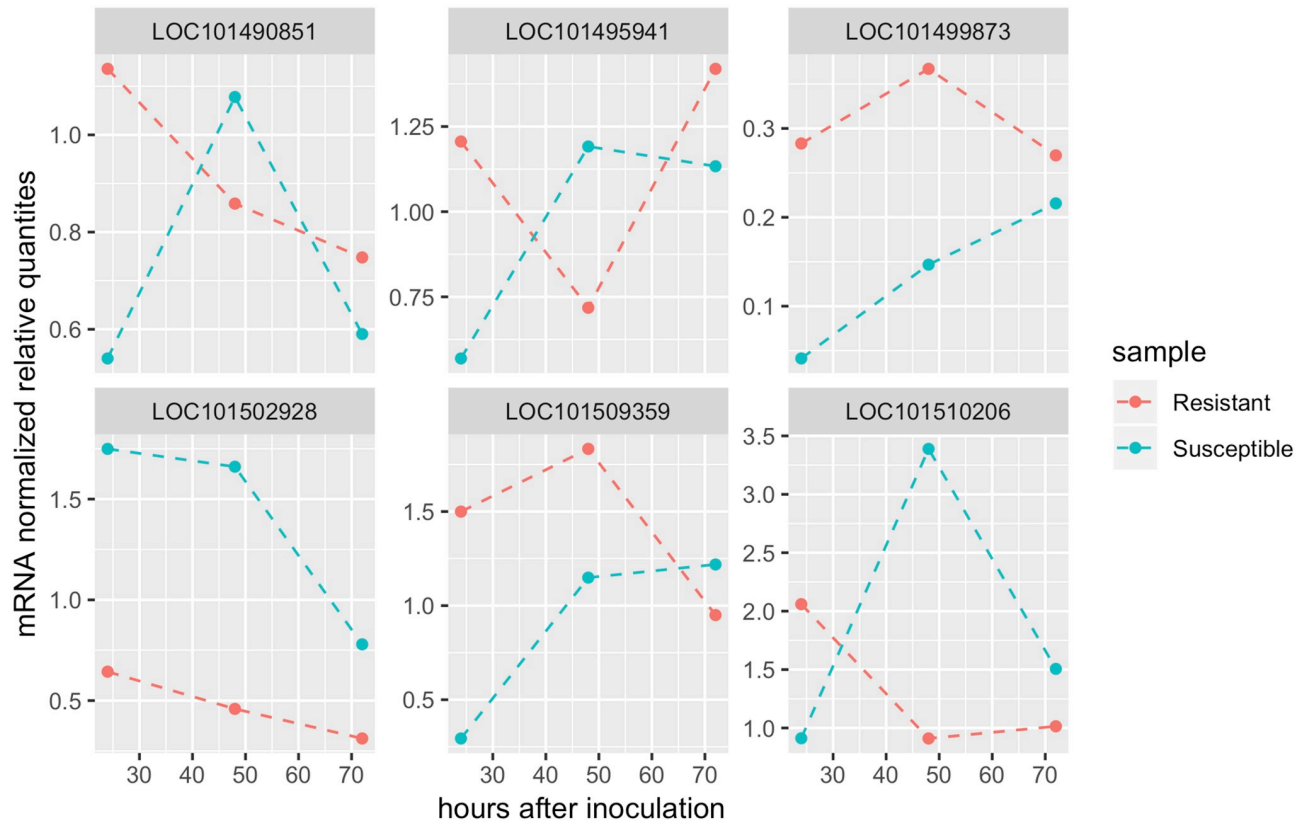 LOC101490851
LOC101495941
LOC101499873
1.0
0.8
0.6
1.25
1.00
0.75
0.3
0.2
0.1
LOC101502928
LOC101509359
LOC101510206
1.5
1.0
0.5
1.5
1.0
0.5
3.5
3.0
2.5
2.0
1.5
1.0
30 40 50 60 70
30 40 50 60 70
30 40 50 60 70
hours after inoculation
mRNA normalized relative quantites
sample
Resistant
Susceptible